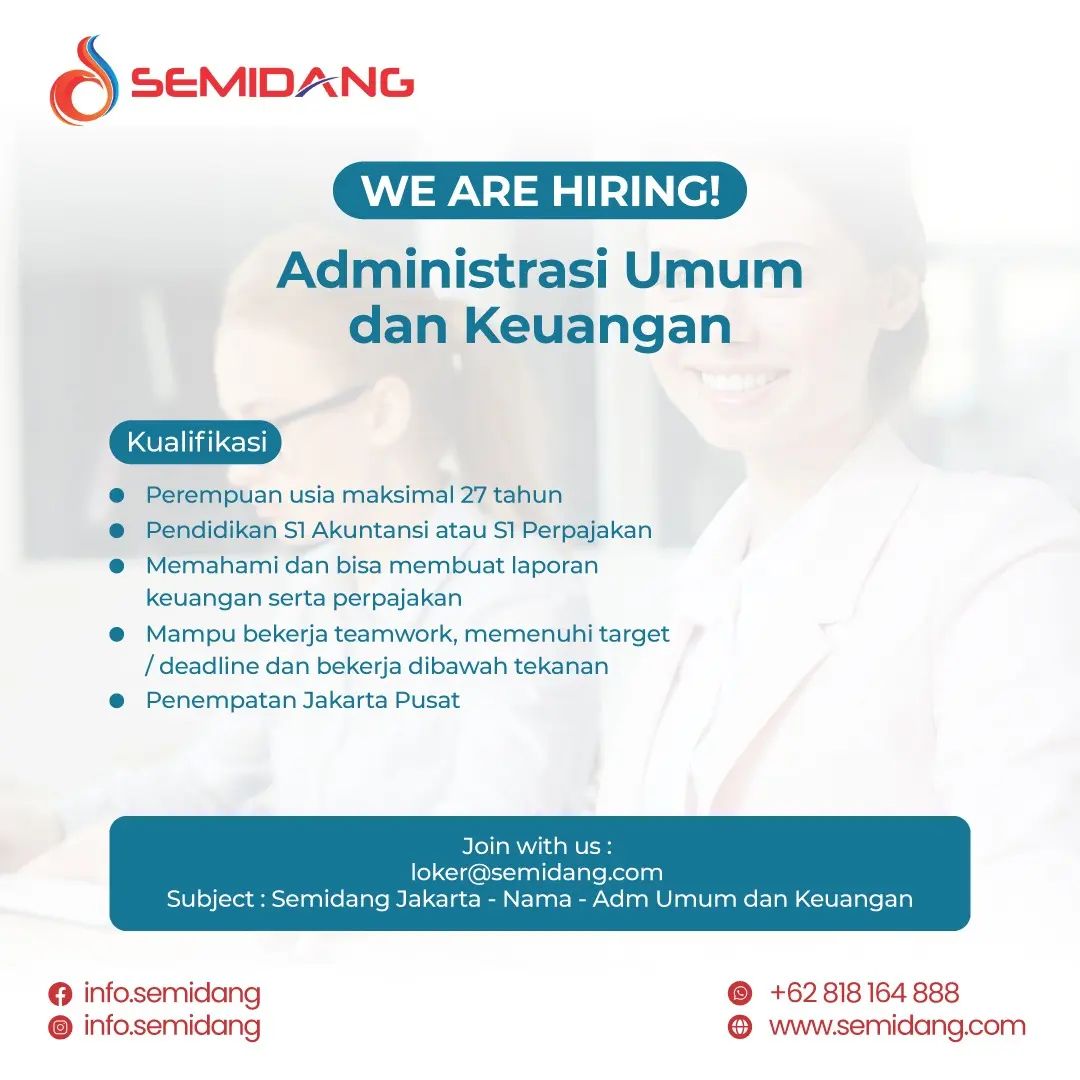 SEMIDANG
WE ARE HIRING!
Administrasi Umum
dan Keuangan
Kualifikasi
Perempuan usia maksimal 27 tahun
Pendidikan S1 Akuntansi atau S1 Perpajakan
Memahami dan bisa membuat laporan
keuangan serta perpajakan
Mampu bekerja teamwork, memenuhi target
/ deadline dan bekerja dibawah tekanan
Penempatan Jakarta Pusat
Join with us :
loker@semidang.com
Subject : Semidang Jakarta - Nama - Adm Umum dan Keuangan
info.semidang
info.semidang
+62 818 164 888
www.semidang.com